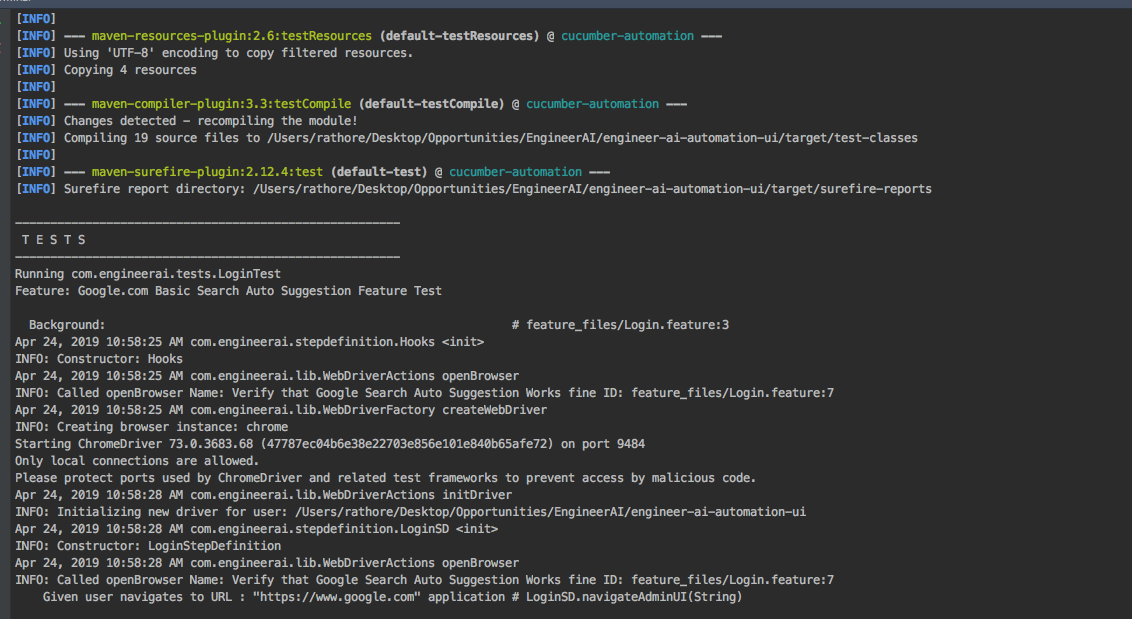 [INFO]
[INFO] --- maven-resources-plugin:2.6:testResources (default-testResources) @ cucumber-automation ---
[INFO] Using 'UTF-8' encoding to copy filtered resources.
[INFO] Copying 4 resources
[INFO]
[INFO] --- maven-compiler-plugin:3.3:testCompile (default-testCompile) @ cucumber-automation ---
[INFO] Changes detected - recompiling the module!
[INFO] Compiling 19 source files to /Users/rathore/Desktop/Opportunities/EngineerAI/engineer-ai-automation-ui/target/test-classes
[INFO]
[INFO] --- maven-surefire-plugin:2.12.4:test (default-test) @ cucumber-automation ---
[INFO] Surefire report directory: /Users/rathore/Desktop/Opportunities/EngineerAI/engineer-ai-automation-ui/target/surefire-reports
-------------------------------------------------------
T E S T S
-------------------------------------------------------
Running com.engineerai.tests.LoginTest
Feature: Google.com Basic Search Auto Suggestion Feature Test
Background: # feature_files/Login.feature:3
Apr 24, 2019 10:58:25 AM com.engineerai.stepdefinition.Hooks <init>
INFO: Constructor: Hooks
Apr 24, 2019 10:58:25 AM com.engineerai.lib.WebDriverActions openBrowser
INFO: Called openBrowser Name: Verify that Google Search Auto Suggestion Works fine ID: feature_files/Login.feature:7
Apr 24, 2019 10:58:25 AM com.engineerai.lib.WebDriverFactory createWebDriver
INFO: Creating browser instance: chrome
Starting ChromeDriver 73.0.3683.68 (47787ec04b6e38e22703e856e101e840b65afe72) on port 9484
Only local connections are allowed.
Please protect ports used by ChromeDriver and related test frameworks to prevent access by malicious code.
Apr 24, 2019 10:58:28 AM com.engineerai.lib.WebDriverActions initDriver
INFO: Initializing new driver for user: /Users/rathore/Desktop/Opportunities/EngineerAI/engineer-ai-automation-ui
Apr 24, 2019 10:58:28 AM com.engineerai.stepdefinition.LoginSD <init>
INFO: Constructor: LoginStepDefinition
Apr 24, 2019 10:58:28 AM com.engineerai.lib.WebDriverActions openBrowser
INFO: Called openBrowser Name: Verify that Google Search Auto Suggestion Works fine ID: feature_files/Login.feature:7
Given user navigates to URL : "https://www.google.com" application # LoginSD.navigateAdminUI(String)